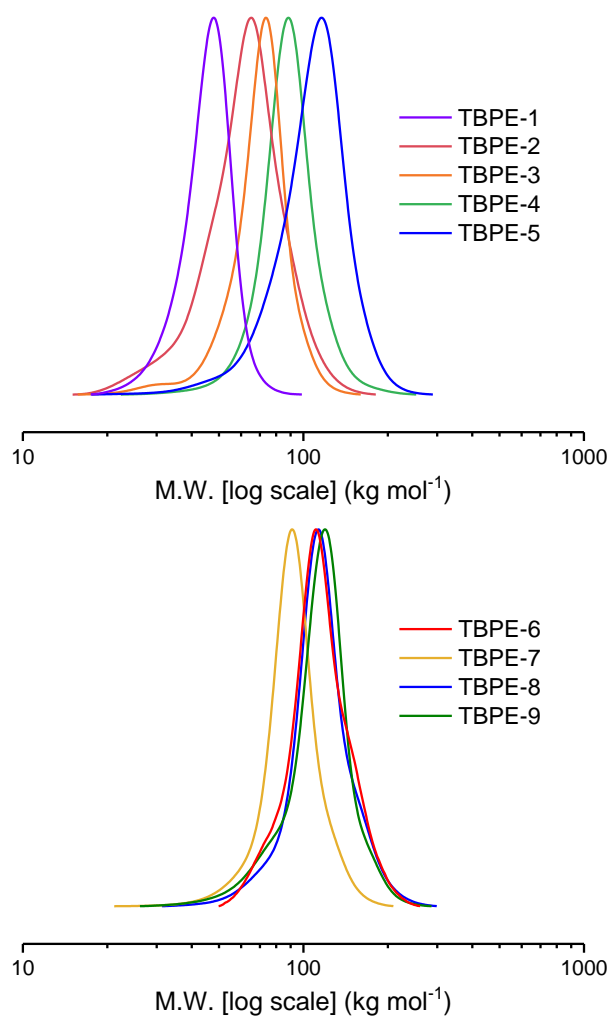 TBPE-1
TBPE-2
TBPE-3
TBPE-4
TBPE-5
10 100 1000
M.W. [log scale] (kg mol⁻¹)
TBPE-6
TBPE-7
TBPE-8
TBPE-9
10 100 1000
M.W. [log scale] (kg mol⁻¹)